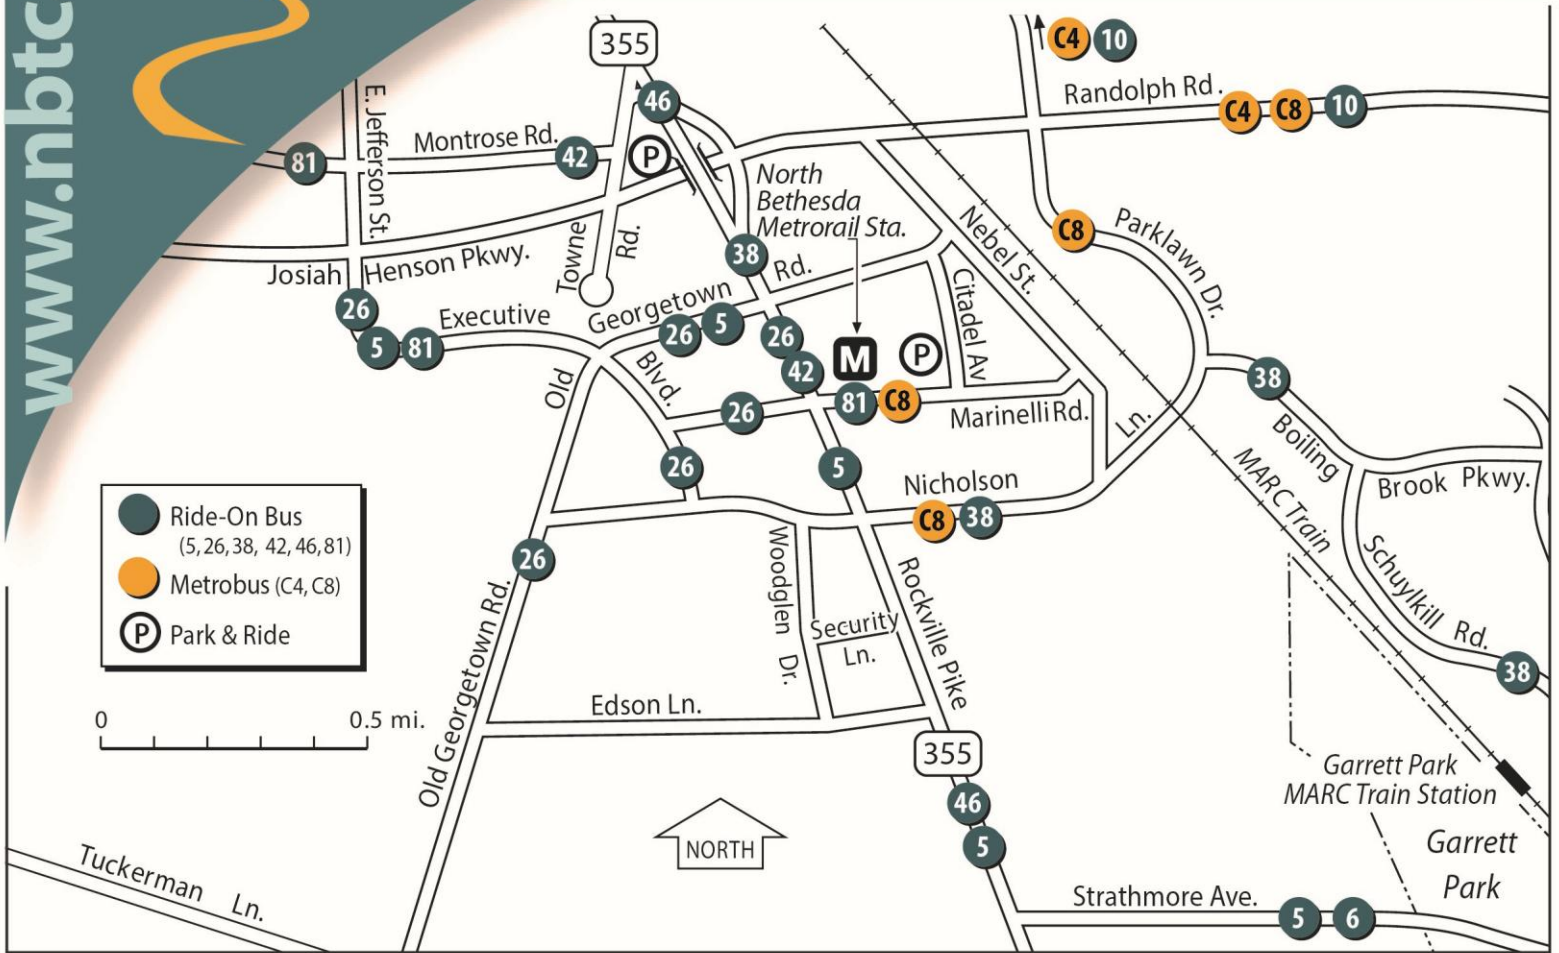 www.nbtc
355
C4 10
Randolph Rd.
C4 C8 10
46
E. Jefferson St.
Montrose Rd.
81
42
P
North
Bethesda
Metrorail Sta.
Nebel St.
C8
Parklawn Dr.
Josiah Henson Pkwy.
Towne Rd.
38
26
5 81
Executive Blvd.
Old Georgetown Rd.
26 5
26
42
M
P
Citadel Av
38
26
81 C8
Marinelli Rd.
26
5
Nicholson Ln.
C8 38
Boiling Brook Pkwy.
MARC Train
Schuylkill Rd.
38
Ride-On Bus
(5, 26, 38, 42, 46, 81)
Metrobus (C4, C8)
P Park & Ride
26
Woodglen Dr.
Security
Ln.
Rockville Pike
Old Georgetown Rd.
Edson Ln.
0 0.5 mi.
355
46
5
Garrett Park
MARC Train Station
Garrett
Park
NORTH
Tuckerman Ln.
Strathmore Ave.
5 6